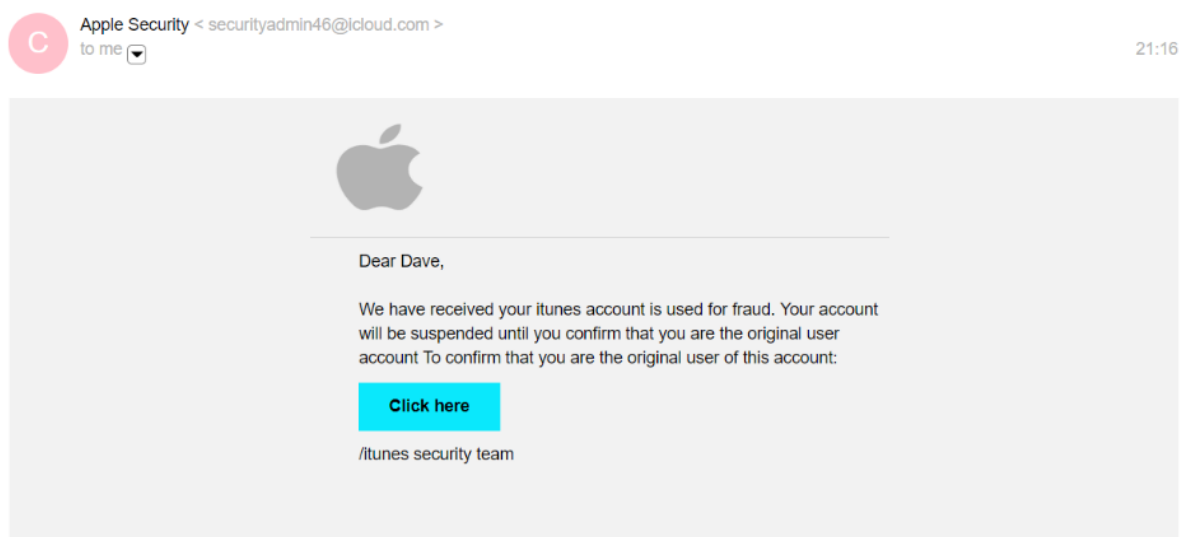 C
Apple Security < securityadmin46@icloud.com >
to me
21:16
Dear Dave,
We have received your itunes account is used for fraud. Your account
will be suspended until you confirm that you are the original user
account To confirm that you are the original user of this account:
Click here
/itunes security team